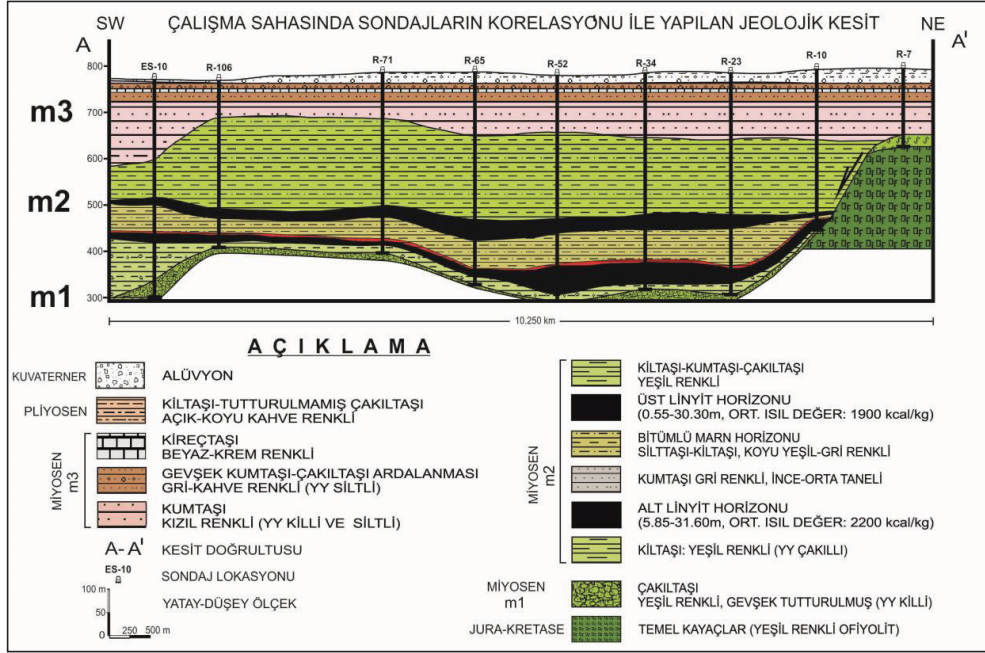 SW ÇALIŞMA SAHASINDA SONDAJLARIN KORELASYONU İLE YAPILAN JEOLOJİK KESİT NE
A A'
ES-10 R-106 R-71 R-65 R-52 R-34 R-23 R-10 R-7
800
m3
700
600
m2
500
400
m1
300
10.250 km
AÇIKLAMA
KUVATERNER
ALÜVYON
PLİYOSEN
KİLTAŞI-TUTTURULMAMIŞ ÇAKILTAŞI
AÇIK-KOYU KAHVE RENKLİ
MİYOSEN
m3
KİREÇTAŞI
BEYAZ-KREM RENKLİ
GEVŞEK KUMTAŞI-ÇAKILTAŞI ARDALANMASI
GRİ-KAHVE RENKLİ (YY SİLTLİ)
KUMTAŞI
KIZIL RENKLİ (YY KİLLİ VE SİLTLİ)
A- A' KESİT DOĞRULTUSU
ES-10
SONDAJ LOKASYONU
100 m
YATAY-DÜŞEY ÖLÇEK
0
250 500 m
MİYOSEN
m2
KİLTAŞI-KUMTAŞI-ÇAKILTAŞI
YEŞİL RENKLİ
ÜST LİNYİT HORİZONU
(0.55-30.30m, ORT. ISIL DEĞER: 1900 kcal/kg)
BİTÜMLÜ MARN HORİZONU
SİLTTAŞI-KİLTAŞI, KOYU YEŞİL-GRİ RENKLİ
KUMTAŞI GRİ RENKLİ, İNCE-ORTA TANELİ
ALT LİNYİT HORİZONU
(5.85-31.60m, ORT. ISIL DEĞER: 2200 kcal/kg)
KİLTAŞI: YEŞİL RENKLİ (YY ÇAKILLI)
MİYOSEN
m1
ÇAKILTAŞI
YEŞİL RENKLİ, GEVŞEK TUTTURULMUŞ (YY KİLLİ)
JURA-KRETASE
TEMEL KAYAÇLAR (YEŞİL RENKLİ OFİYOLİT)